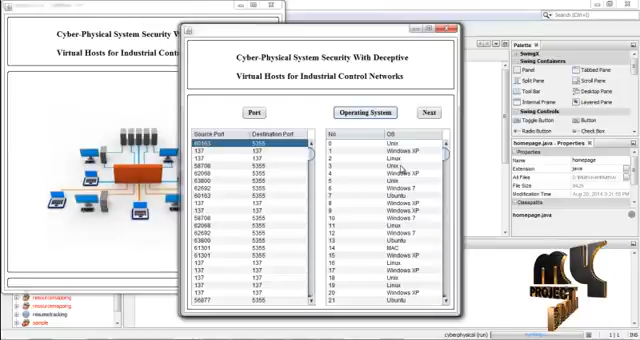 Cyber-Physical System Security
Virtual Hosts for Industrial Cont
Cyber-Physical System Security With Deceptive
Virtual Hosts for Industrial Control Networks
Port
Operating System
Next
Source Port Destination Port
60163 5355
137 137
137 137
58708 5355
62068 5355
63800 5355
62692 5355
60163 5355
137 137
137 137
58708 5355
62068 5355
62692 5355
63800 5355
61301 5355
61301 5355
137 137
137 137
137 137
137 137
137 137
56877 5355
No OS
0 Unix
1 Windows XP
2 Linux
3 Unix
4 Windows XP
5 Unix
6 Windows 7
7 Ubuntu
8 Windows XP
9 Windows XP
10 Windows 7
11 Linux
12 Windows 7
13 Ubuntu
14 MAC
15 Windows XP
16 Linux
17 Windows XP
18 Unix
19 Linux
20 Windows XP
21 Ubuntu
Search (Ctrl+I)
Palette
Swing Containers
Panel Tabbed Pane
Split Pane Scroll Pane
Tool Bar Desktop Pane
Internal Frame Layered Pane
Swing Controls
Toggle Button Button
Radio Button Check Box
homepage.java - Properties
Properties
Name homepage
Extension java
All Files
File Size
Modification Time
Classpaths
homepage.java
resourcemapping
resourcetracking
sample
MY
PROJECT
cyberphysical (run)
running...
INS